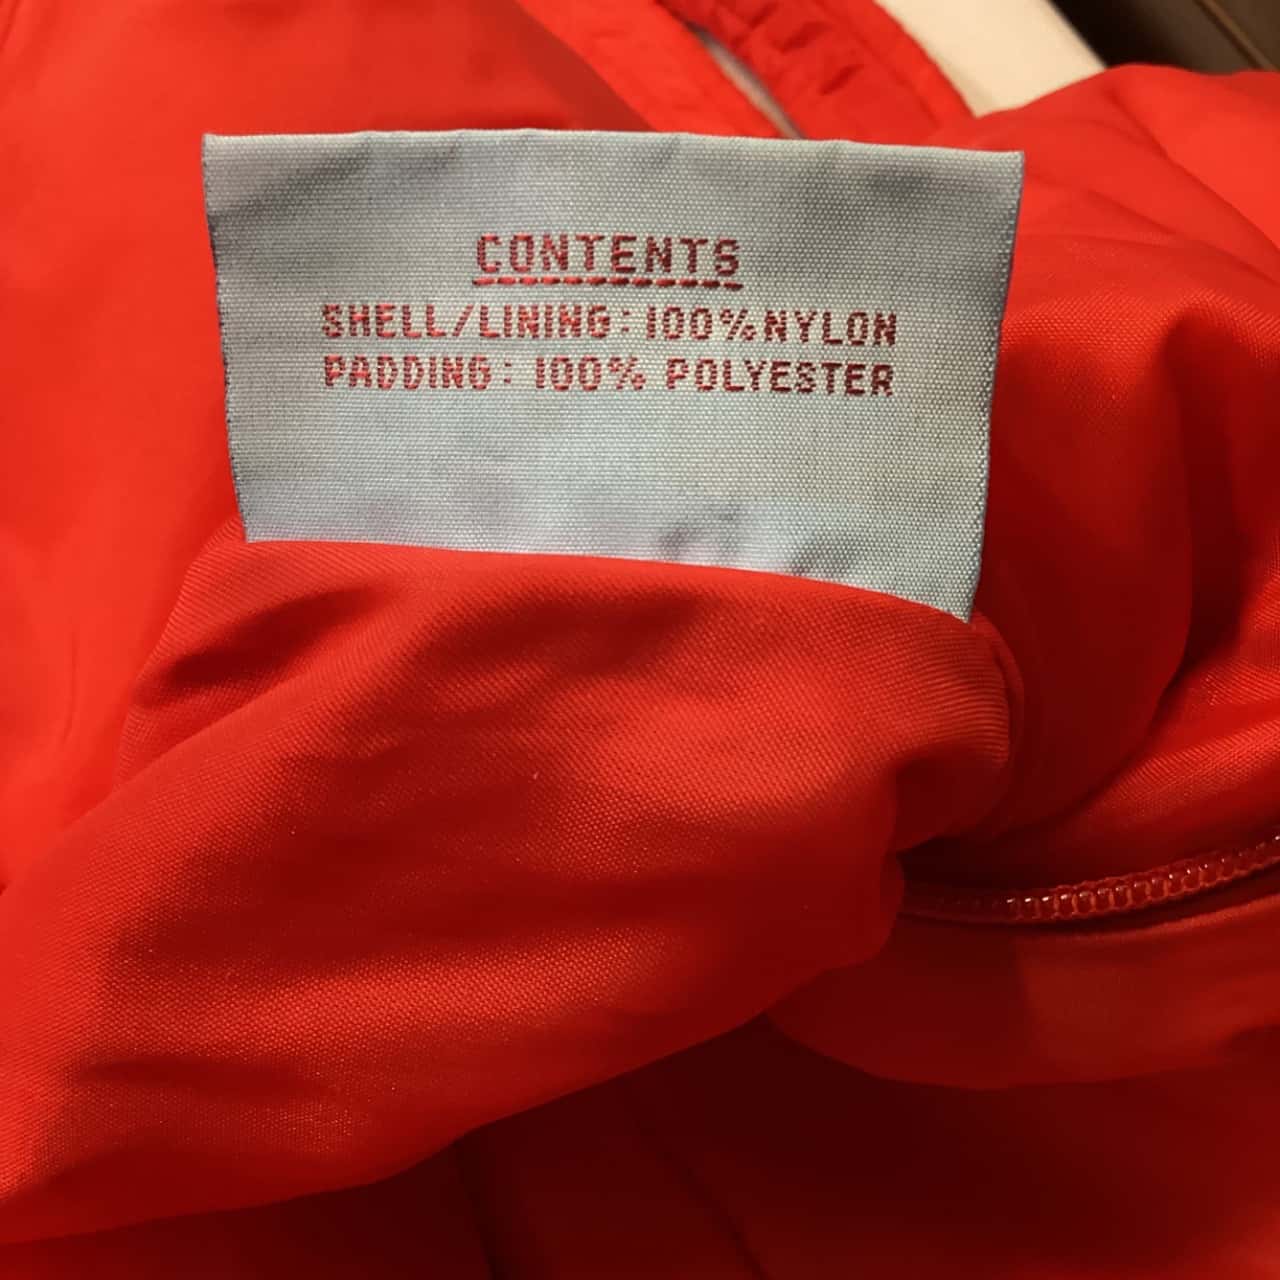 CONTENTS
SHELL/LINING: 100% NYLON
PADDING: 100% POLYESTER